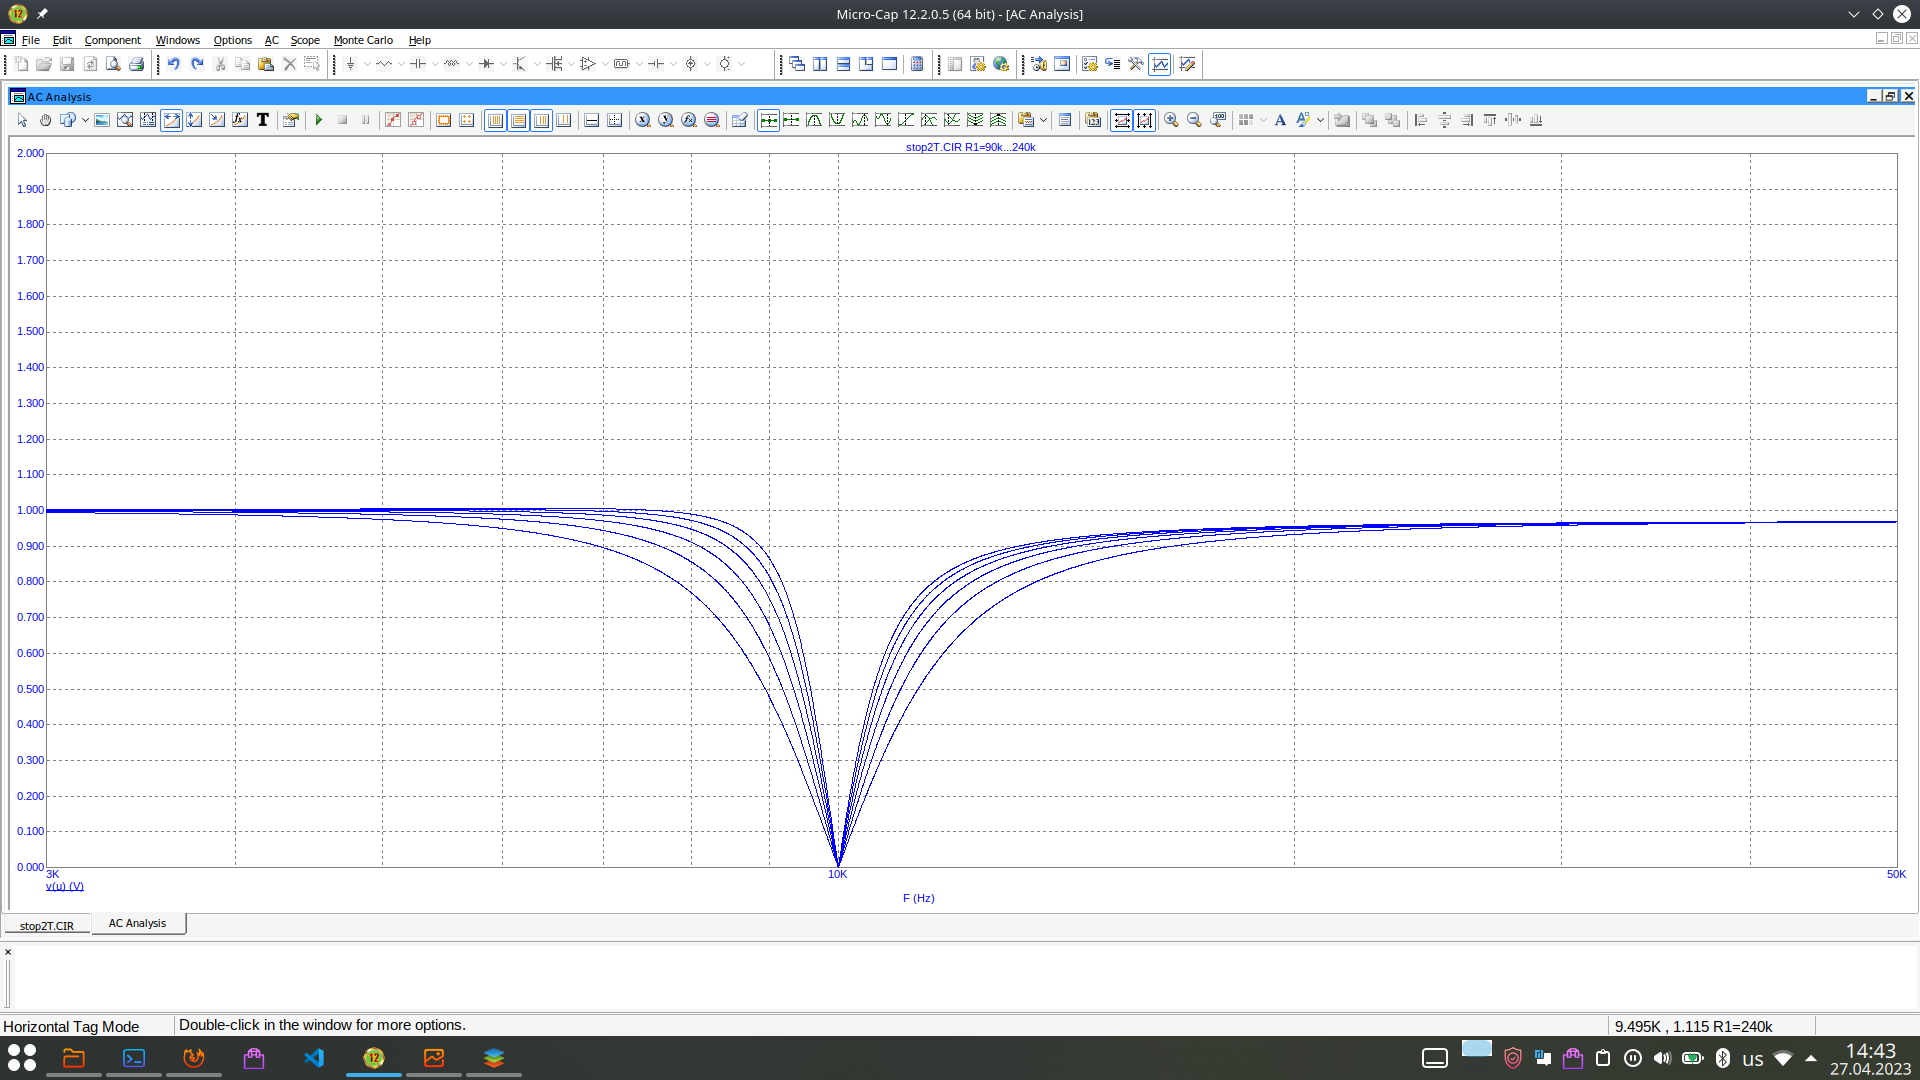 12
Micro-Cap 12.2.0.5 (64 bit) - [AC Analysis]
File Edit Component Windows Options AC Scope Monte Carlo Help
AC Analysis
T
stop2T.CIR R1=90k...240k
2.000
1.900
1.800
1.700
1.600
1.500
1.400
1.300
1.200
1.100
1.000
0.900
0.800
0.700
0.600
0.500
0.400
0.300
0.200
0.100
0.000
3K 10K 50K
v(u) (V)
F (Hz)
stop2T.CIR AC Analysis
Horizontal Tag Mode Double-click in the window for more options. 9.495K , 1.115 R1=240k
12 us 14:43
27.04.2023